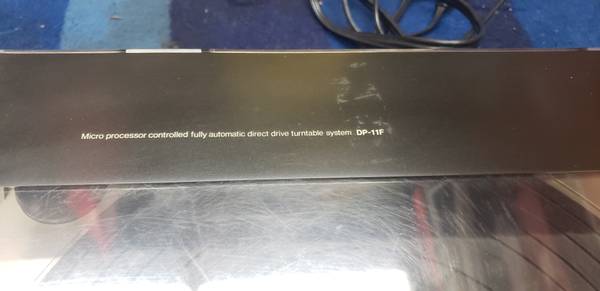 Micro processor controlled fully automatic direct drive turntable system DP-11F